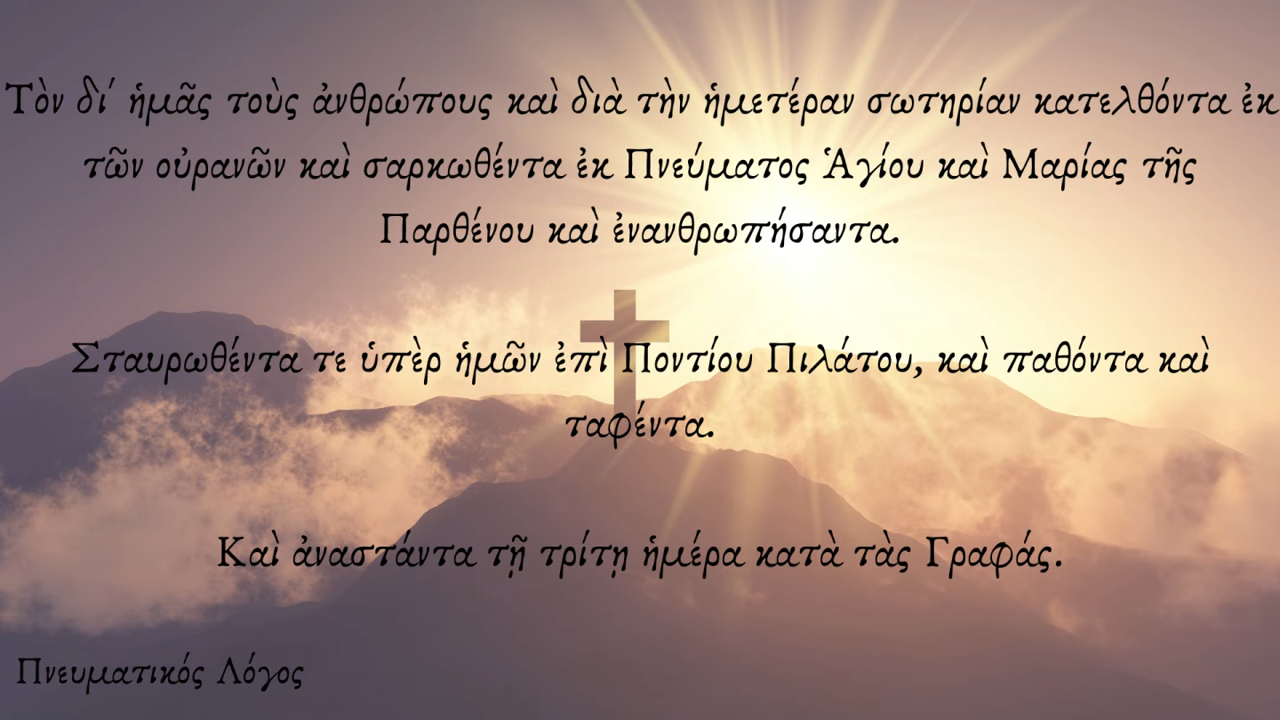 Τὸν δι΄ ἡμᾶς τοὺς ἀνθρώπους καὶ διὰ τὴν ἡμετέραν σωτηρίαν κατελθόντα ἐκ
τῶν οὐρανῶν καὶ σαρκωθέντα ἐκ Πνεύματος Ἁγίου καὶ Μαρίας τῆς
Παρθένου καὶ ἐνανθρωπήσαντα.
Σταυρωθέντα τε ὑπὲρ ἡμῶν ἐπὶ Ποντίου Πιλάτου, καὶ παθόντα καὶ
ταφέντα.
Καὶ ἀναστάντα τῇ τρίτῃ ἡμέρα κατὰ τὰς Γραφάς.
Πνευματικός Λόγος